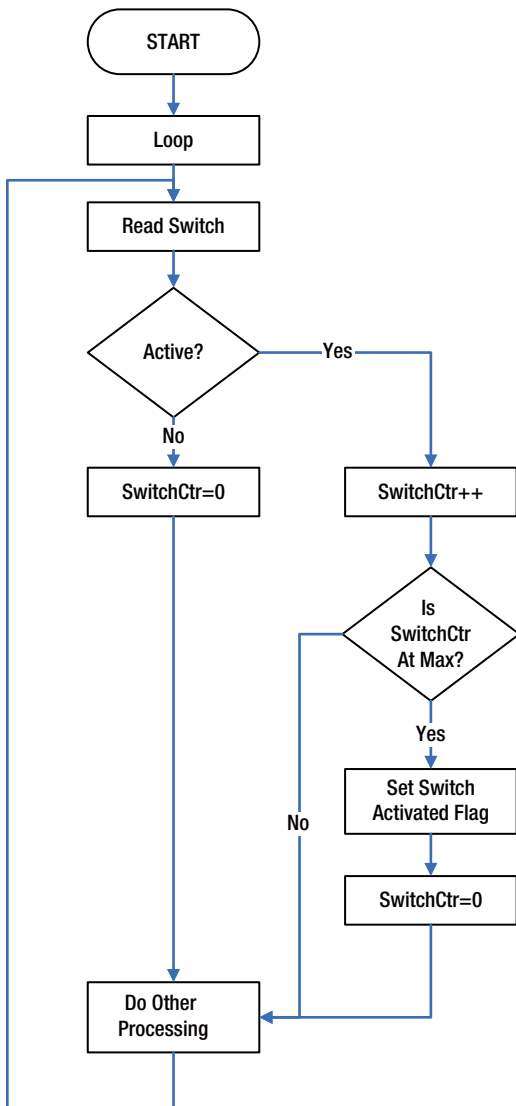 START
Loop
Read Switch
Active?
Yes
No
SwitchCtr=0
SwitchCtr++
Is
SwitchCtr
At Max?
Yes
No
Set Switch
Activated Flag
SwitchCtr=0
Do Other
Processing